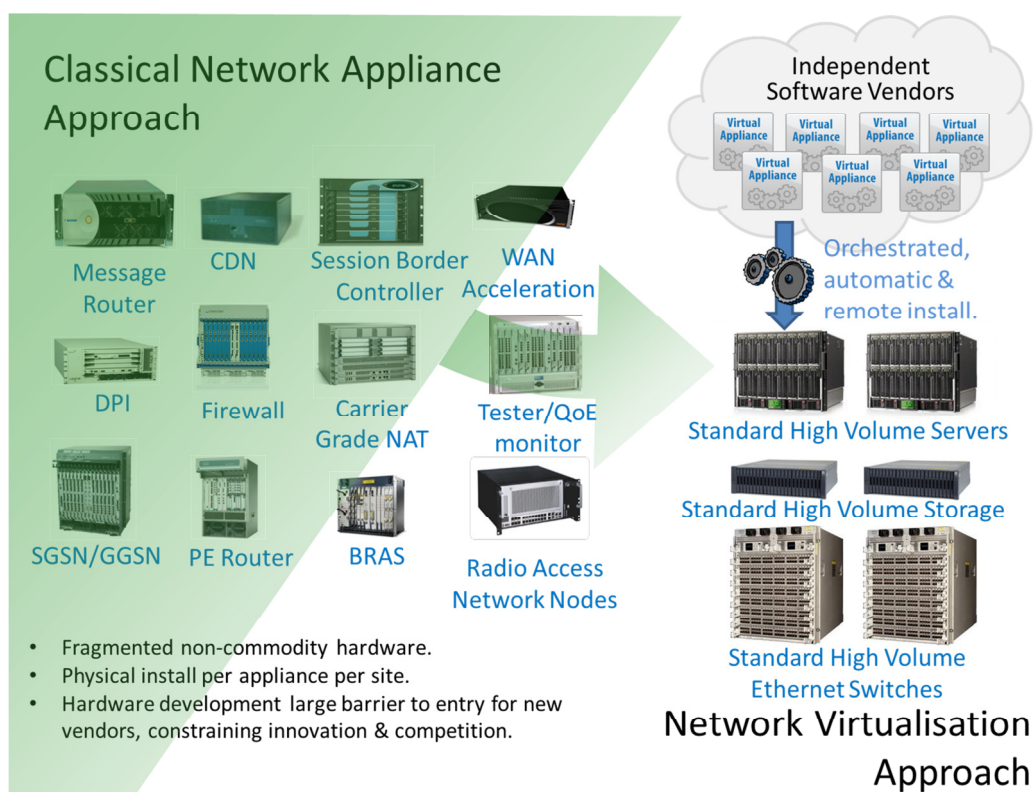 Classical Network Appliance
Approach
Message
Router
CDN
Session Border
Controller
WAN
Acceleration
DPI
Firewall
Carrier
Grade NAT
Tester/QoE
monitor
SGSN/GGSN
PE Router
BRAS
Radio Access
Network Nodes
• Fragmented non-commodity hardware.
• Physical install per appliance per site.
• Hardware development large barrier to entry for new
vendors, constraining innovation & competition.
Independent
Software Vendors
Virtual
Appliance
Virtual
Appliance
Virtual
Appliance
Virtual
Appliance
Virtual
Appliance
Virtual
Appliance
Virtual
Appliance
Orchestrated,
automatic &
remote install.
Standard High Volume Servers
Standard High Volume Storage
Standard High Volume
Ethernet Switches
Network Virtualisation
Approach